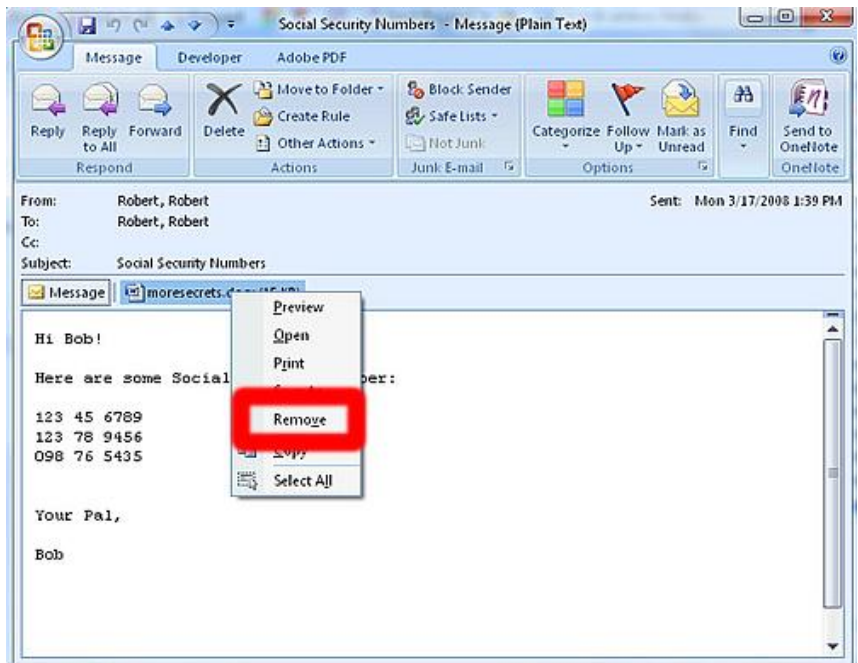 Social Security Numbers - Message (Plain Text)
Message Developer Adobe PDF
Reply
Reply to All
Forward
Respond
Delete
Move to Folder
Create Rule
Other Actions
Actions
Block Sender
Safe Lists
Not Junk
Junk E-mail
Categorize
Follow Up
Mark as Unread
Options
Find
Send to OneNote
OneNote
From: Robert, Robert
Sent: Mon 3/17/2008 1:39 PM
To: Robert, Robert
Cc:
Subject: Social Security Numbers
Message moresecrets
Preview
Open
Print
Remove
Copy
Select All
Hi Bob!
Here are some Social
123 45 6789
123 78 9456
098 76 5435
Your Pal,
Bob